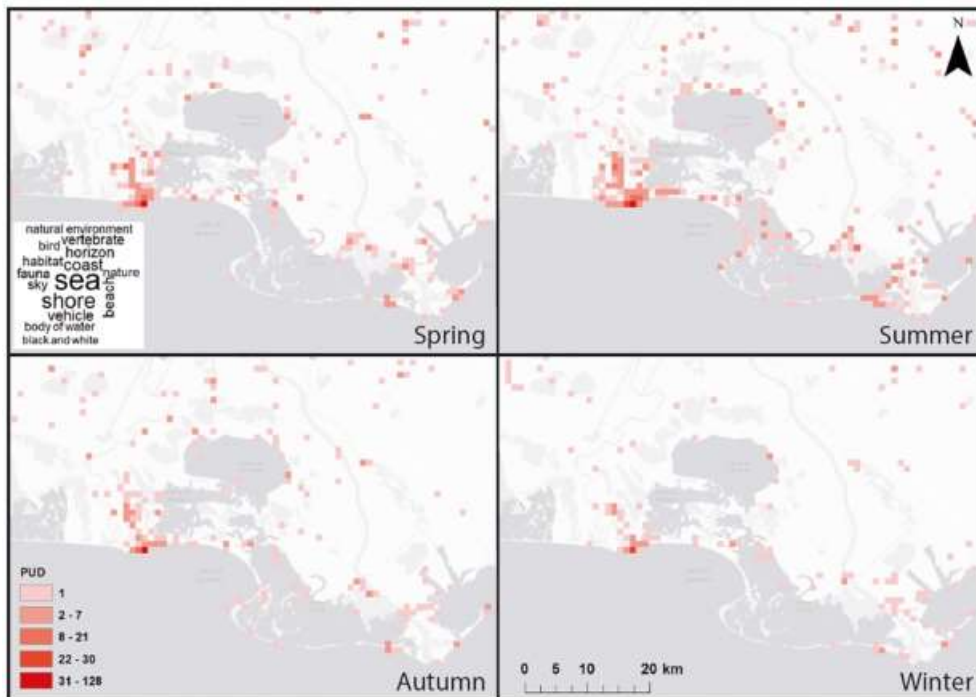 N
natural environment
bird vertebrate
horizon
habitat coast
fauna sea nature
sky
shore beach
vehicle
body of water
black and white
Spring
Summer
PUD
1
2 - 7
8 - 21
22 - 30
31 - 128
Autumn
0 5 10 20 km
Winter